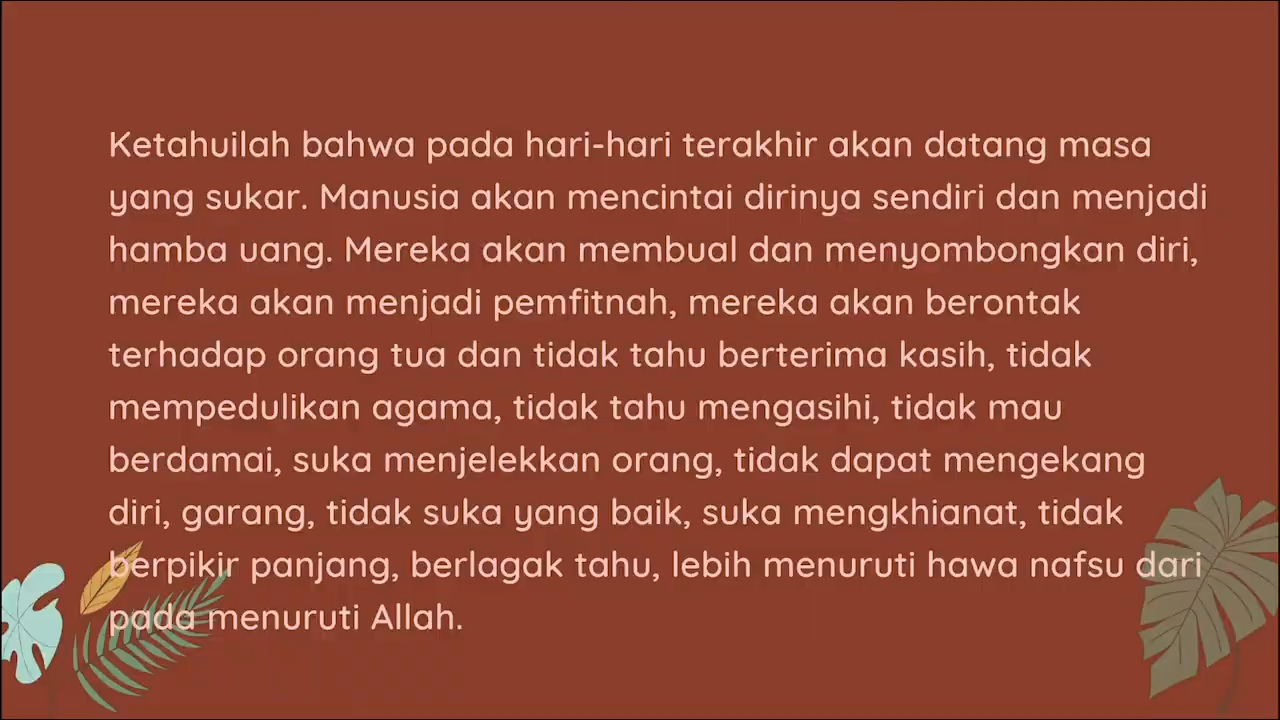 Ketahuilah bahwa pada hari-hari terakhir akan datang masa
yang sukar. Manusia akan mencintai dirinya sendiri dan menjadi
hamba uang. Mereka akan membual dan menyombongkan diri,
mereka akan menjadi pemfitnah, mereka akan berontak
terhadap orang tua dan tidak tahu berterima kasih, tidak
mempedulikan agama, tidak tahu mengasihi, tidak mau
berdamai, suka menjelekkan orang, tidak dapat mengekang
diri, garang, tidak suka yang baik, suka mengkhianat, tidak
berpikir panjang, berlagak tahu, lebih menuruti hawa nafsu dari
pada menuruti Allah.